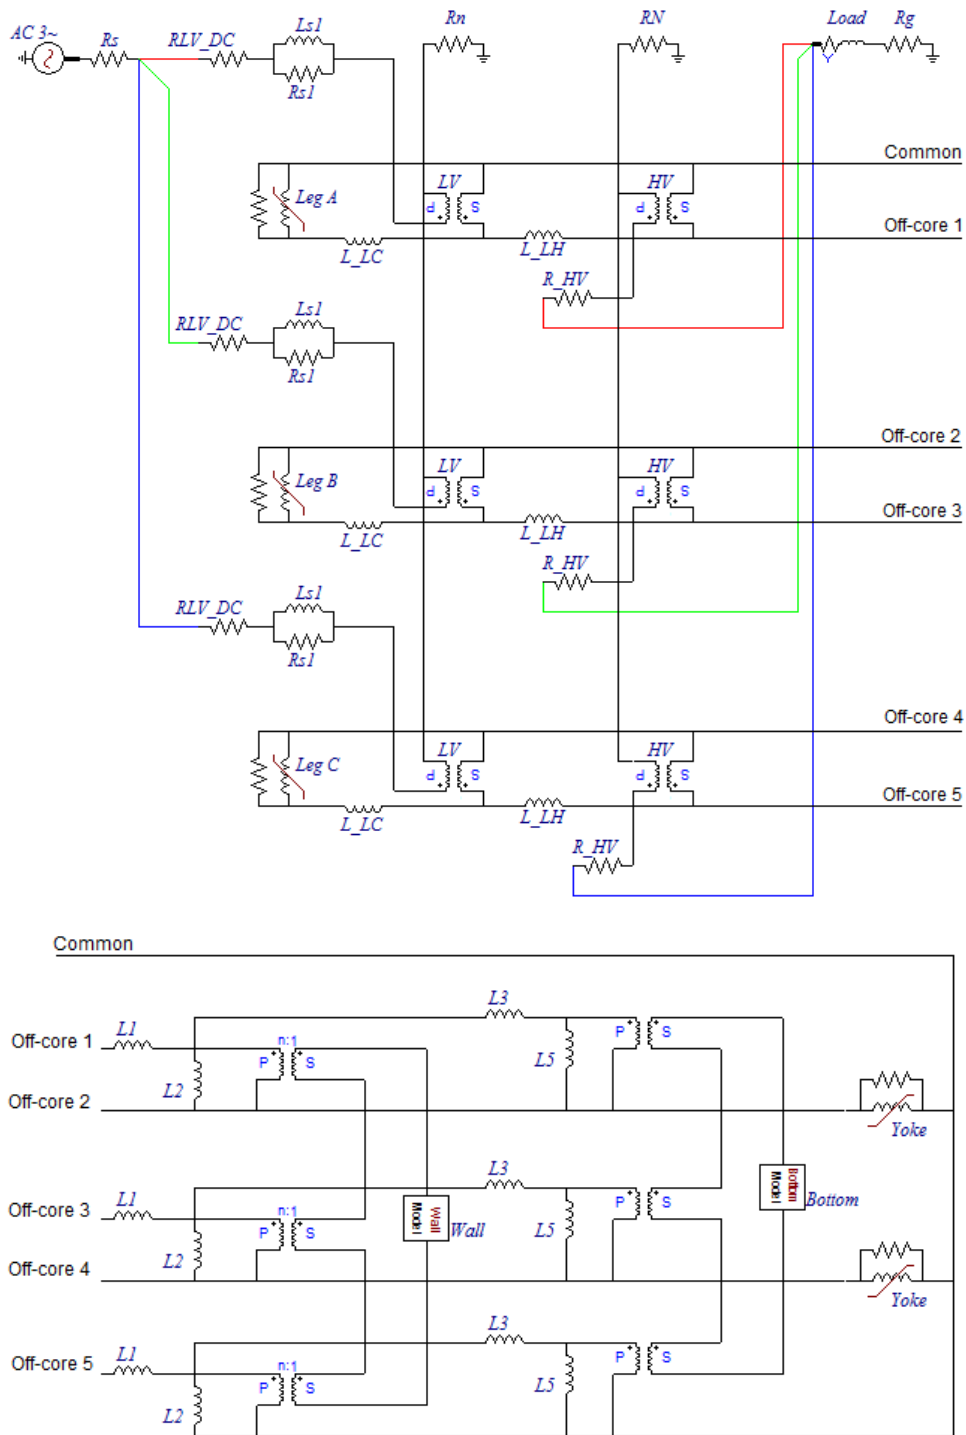 AC 3~ Rs RLV_DC Ls1 Rn RN Load Rg
Rs1
Y
Common
Leg A LV HV
P S P S
Off-core 1
L_LC L_LH
R_HV
RLV_DC Ls1
Rs1
Off-core 2
Leg B LV HV
P S P S
Off-core 3
L_LC L_LH
R_HV
RLV_DC Ls1
Rs1
Off-core 4
Leg C LV HV
P S P S
Off-core 5
L_LC L_LH
R_HV
Common
L3
Off-core 1 L1 n:1 P S
P S L5
L2
Off-core 2
Yoke
L3
Bottom Model Bottom
Off-core 3 L1 n:1 P S
Wall Model Wall
P S L5
L2
Off-core 4
Yoke
L3
Off-core 5 L1 n:1 P S
P S L5
L2